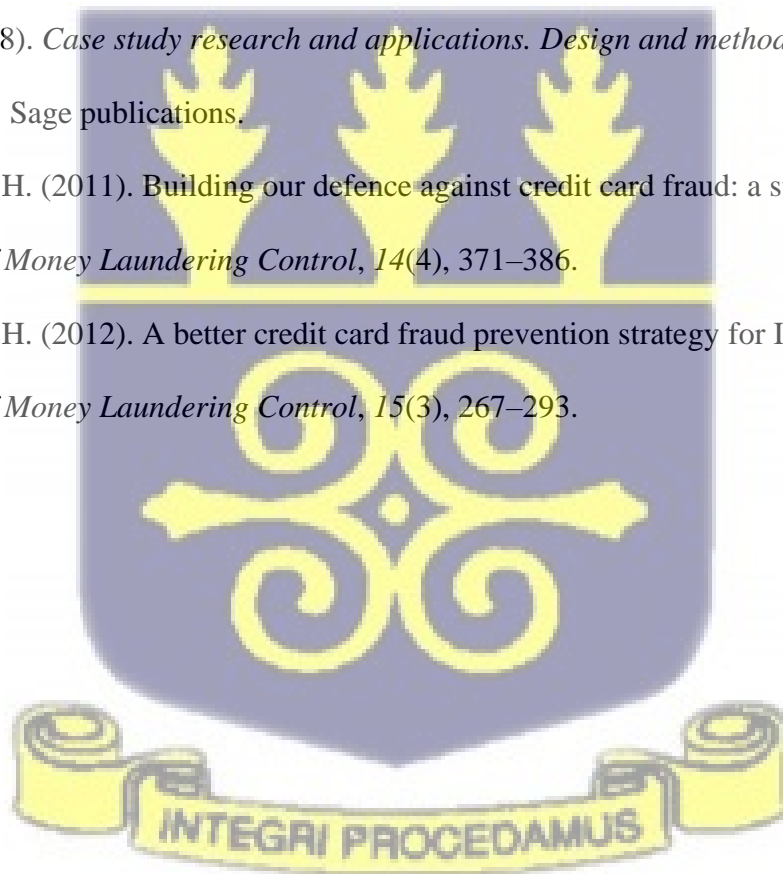 8). Case study research and applications. Design and method
Sage publications.
H. (2011). Building our defence against credit card fraud: a s
Money Laundering Control, 14(4), 371–386.
H. (2012). A better credit card fraud prevention strategy for I
Money Laundering Control, 15(3), 267–293.
INTEGRI PROCEDAMUS